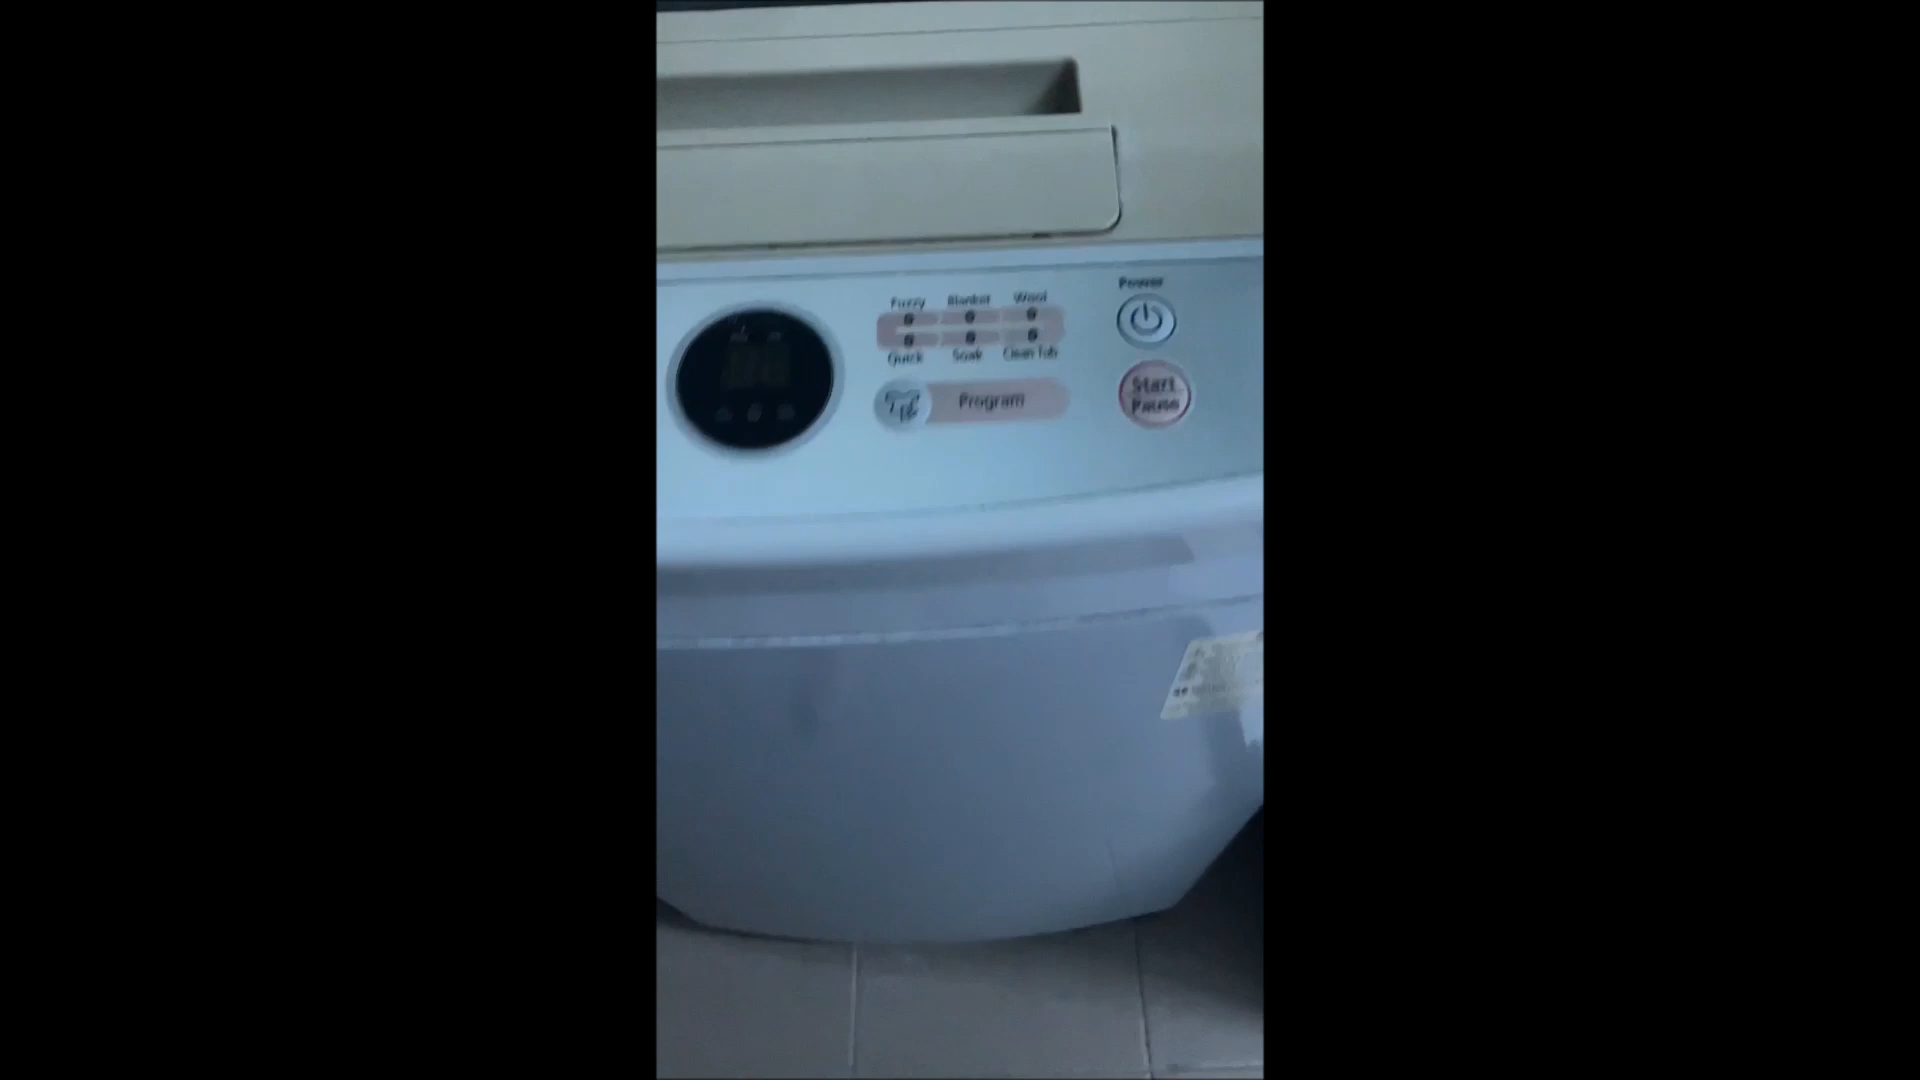 Power
Fuzzy Blanket Wool
Quick Soak Clean Tub
Program
Start
Pause